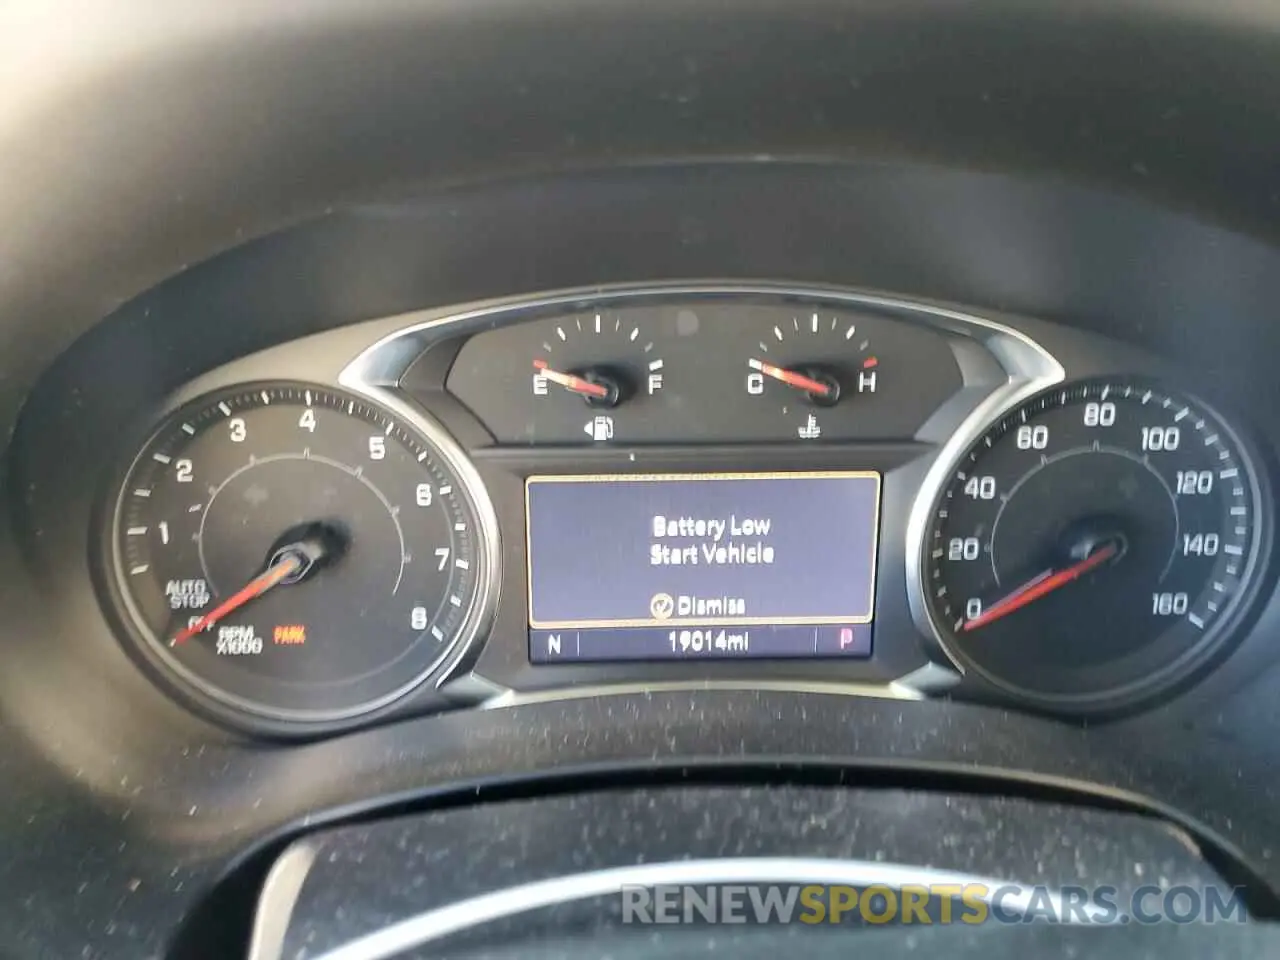 E F
C H
1 2 3 4 5 6 7 8
AUTO
STOP
OFF
RPM
X1000
PARK
Battery Low
Start Vehicle
Dismiss
N 19014mi P
0 20 40 60 80 100 120 140 160
RENEWSPORTSCARS.COM